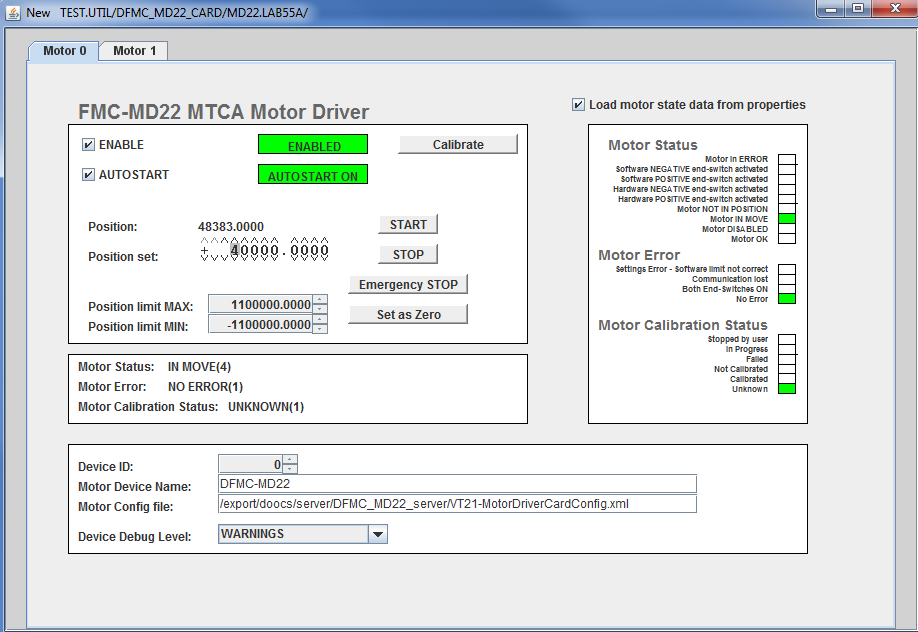 New TEST.UTIL/DFMC_MD22_CARD/MD22.LAB55A/
Motor 0 Motor 1
FMC-MD22 MTCA Motor Driver
Load motor state data from properties
ENABLE ENABLED Calibrate
AUTOSTART AUTOSTART ON
Position: 48383.0000 START
Position set: + 40000.0000 STOP
Emergency STOP
Position limit MAX: 1100000.0000
Set as Zero
Position limit MIN: -1100000.0000
Motor Status: IN MOVE(4)
Motor Error: NO ERROR(1)
Motor Calibration Status: UNKNOWN(1)
Motor Status
Motor in ERROR
Software NEGATIVE end-switch activated
Software POSITIVE end-switch activated
Hardware NEGATIVE end-switch activated
Hardware POSITIVE end-switch activated
Motor NOT IN POSITION
Motor IN MOVE
Motor DISABLED
Motor OK
Motor Error
Settings Error - Software limit not correct
Communication lost
Both End-Switches ON
No Error
Motor Calibration Status
Stopped by user
In Progress
Failed
Not Calibrated
Calibrated
Unknown
Device ID: 0
Motor Device Name: DFMC-MD22
Motor Config file: /export/doocs/server/DFMC_MD22_server/VT21-MotorDriverCardConfig.xml
Device Debug Level: WARNINGS